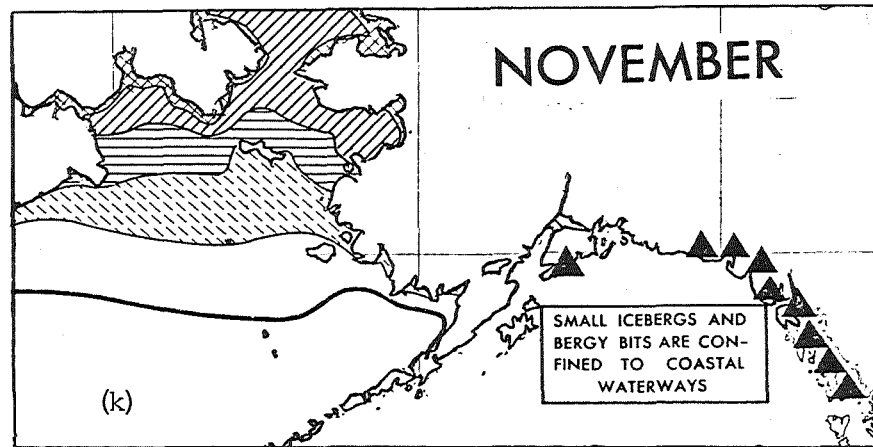 NOVEMBER
SMALL ICEBERGS AND
BERGY BITS ARE CON-
FINED TO COASTAL
WATERWAYS
(k)